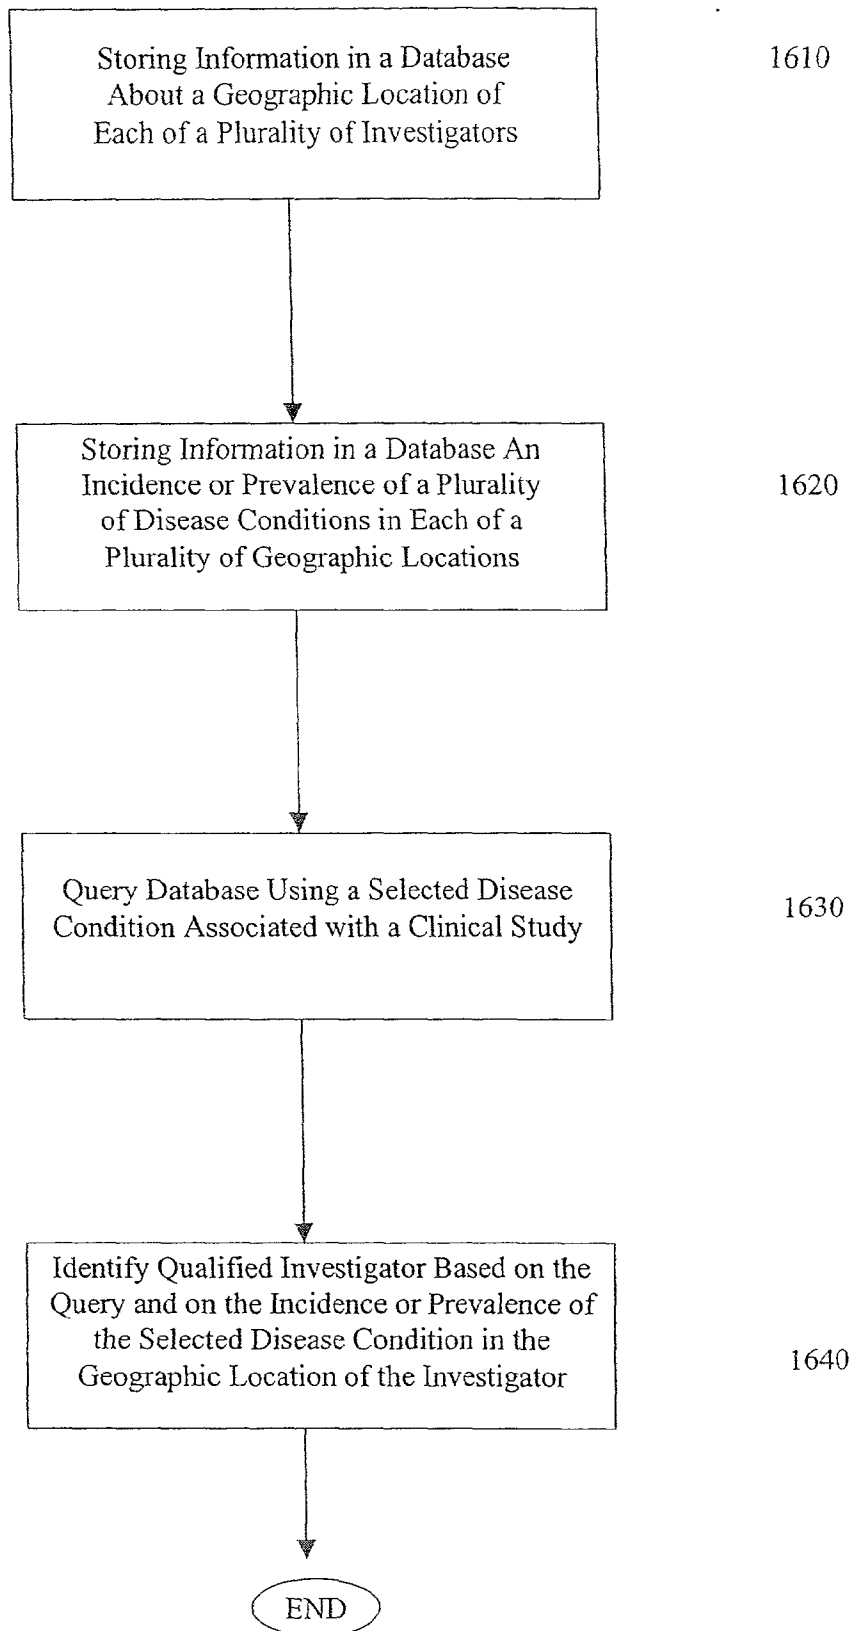 Storing Information in a Database
About a Geographic Location of
Each of a Plurality of Investigators
1610
Storing Information in a Database An
Incidence or Prevalence of a Plurality
of Disease Conditions in Each of a
Plurality of Geographic Locations
1620
Query Database Using a Selected Disease
Condition Associated with a Clinical Study
1630
Identify Qualified Investigator Based on the
Query and on the Incidence or Prevalence of
the Selected Disease Condition in the
Geographic Location of the Investigator
1640
END